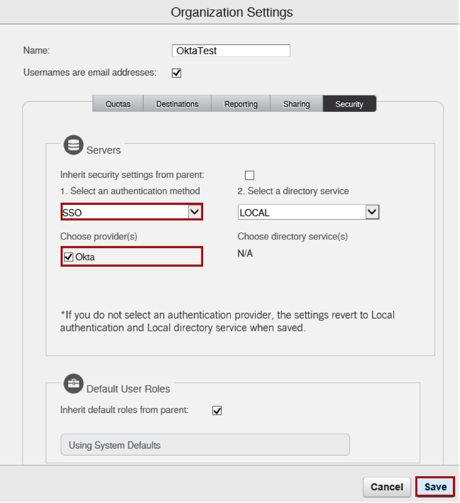 Organization Settings
Name: OktaTest
Usernames are email addresses:
Quotas Destinations Reporting Sharing Security
Servers
Inherit security settings from parent:
1. Select an authentication method 2. Select a directory service
SSO LOCAL
Choose provider(s) Choose directory service(s)
Okta N/A
*If you do not select an authentication provider, the settings revert to Local
authentication and Local directory service when saved.
Default User Roles
Inherit default roles from parent:
Using System Defaults
Cancel Save